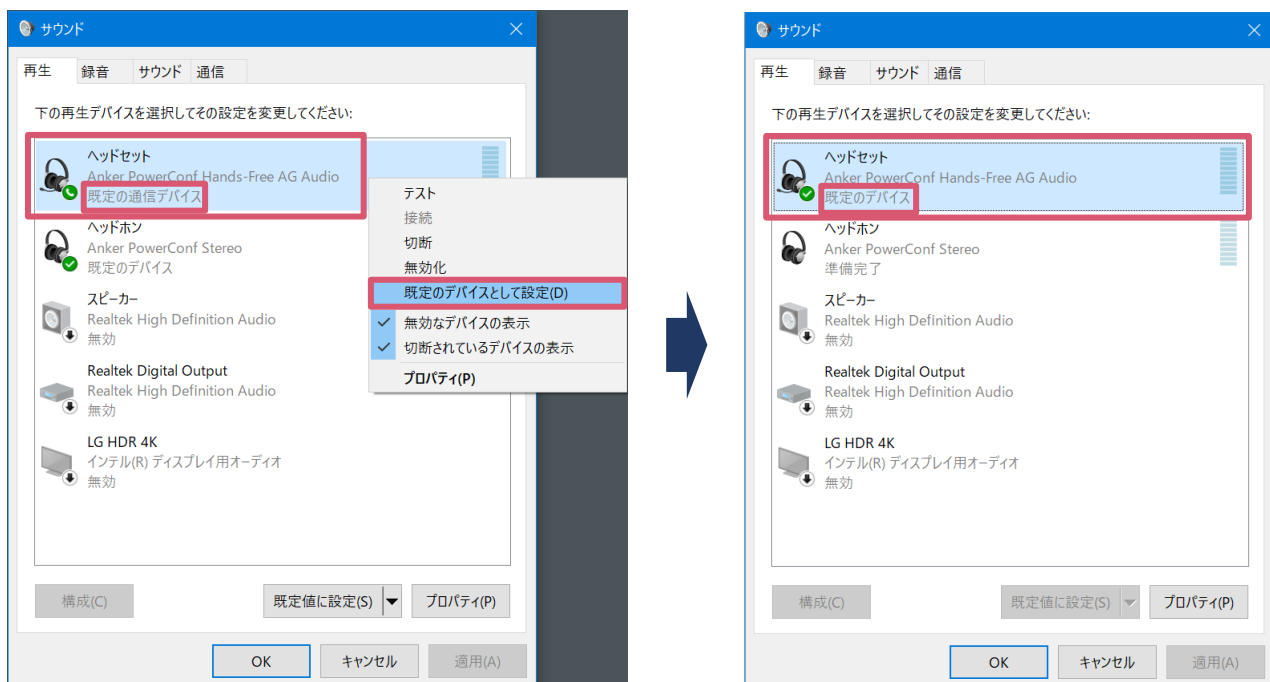 サウンド
再生
録音
サウンド
通信
下の再生デバイスを選択してその設定を変更してください:
ヘッドセット
Anker PowerConf Hands-Free AG Audio
既定の通信デバイス
ヘッドホン
Anker PowerConf Stereo
既定のデバイス
スピーカー
Realtek High Definition Audio
無効
Realtek Digital Output
Realtek High Definition Audio
無効
LG HDR 4K
インテル(R) ディスプレイ用オーディオ
無効
テスト
接続
切断
無効化
既定のデバイスとして設定(D)
無効なデバイスの表示
切断されているデバイスの表示
プロパティ(P)
構成(C)
既定値に設定(S)
プロパティ(P)
OK
キャンセル
適用(A)
サウンド
再生
録音
サウンド
通信
下の再生デバイスを選択してその設定を変更してください:
ヘッドセット
Anker PowerConf Hands-Free AG Audio
既定のデバイス
ヘッドホン
Anker PowerConf Stereo
準備完了
スピーカー
Realtek High Definition Audio
無効
Realtek Digital Output
Realtek High Definition Audio
無効
LG HDR 4K
インテル(R) ディスプレイ用オーディオ
無効
構成(C)
既定値に設定(S)
プロパティ(P)
OK
キャンセル
適用(A)